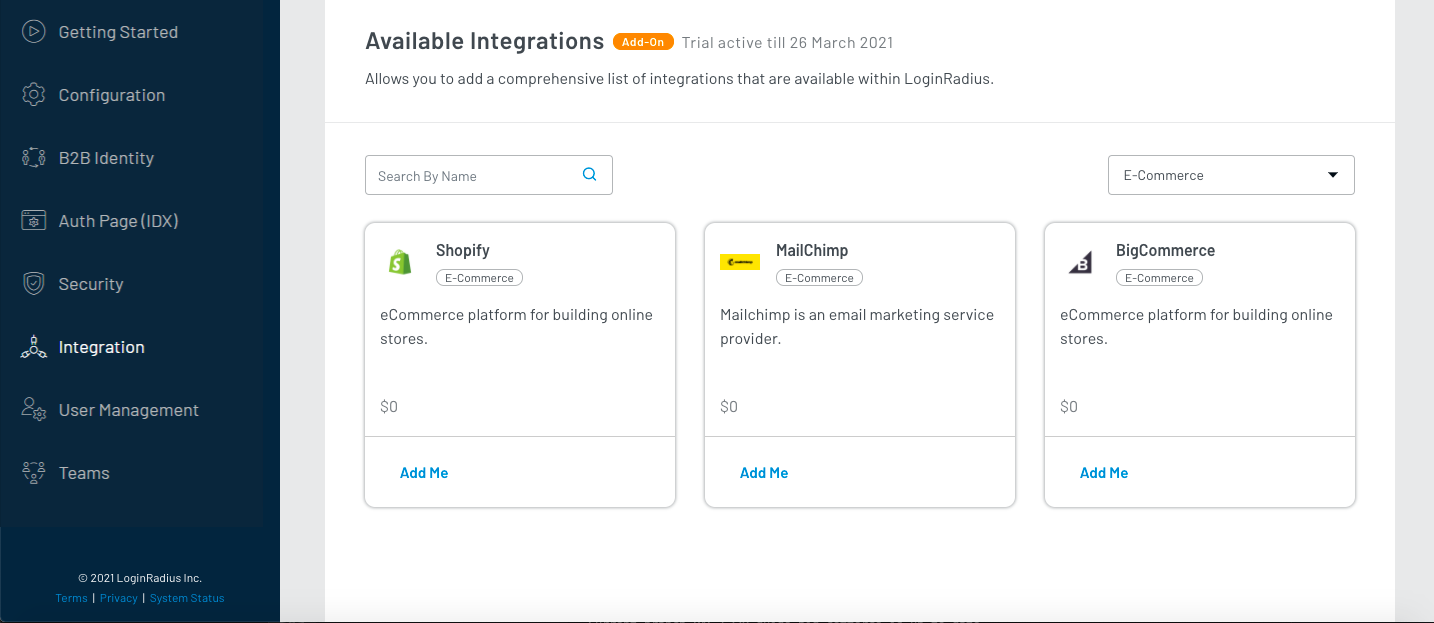 Getting Started
Configuration
B2B Identity
Auth Page (IDX)
Security
Integration
User Management
Teams
© 2021 LoginRadius Inc.
Terms | Privacy | System Status
Available Integrations Add-On Trial active till 26 March 2021
Allows you to add a comprehensive list of integrations that are available within LoginRadius.
Search By Name
E-Commerce
Shopify
E-Commerce
eCommerce platform for building online
stores.
$0
Add Me
MailChimp
E-Commerce
Mailchimp is an email marketing service
provider.
$0
Add Me
BigCommerce
E-Commerce
eCommerce platform for building online
stores.
$0
Add Me